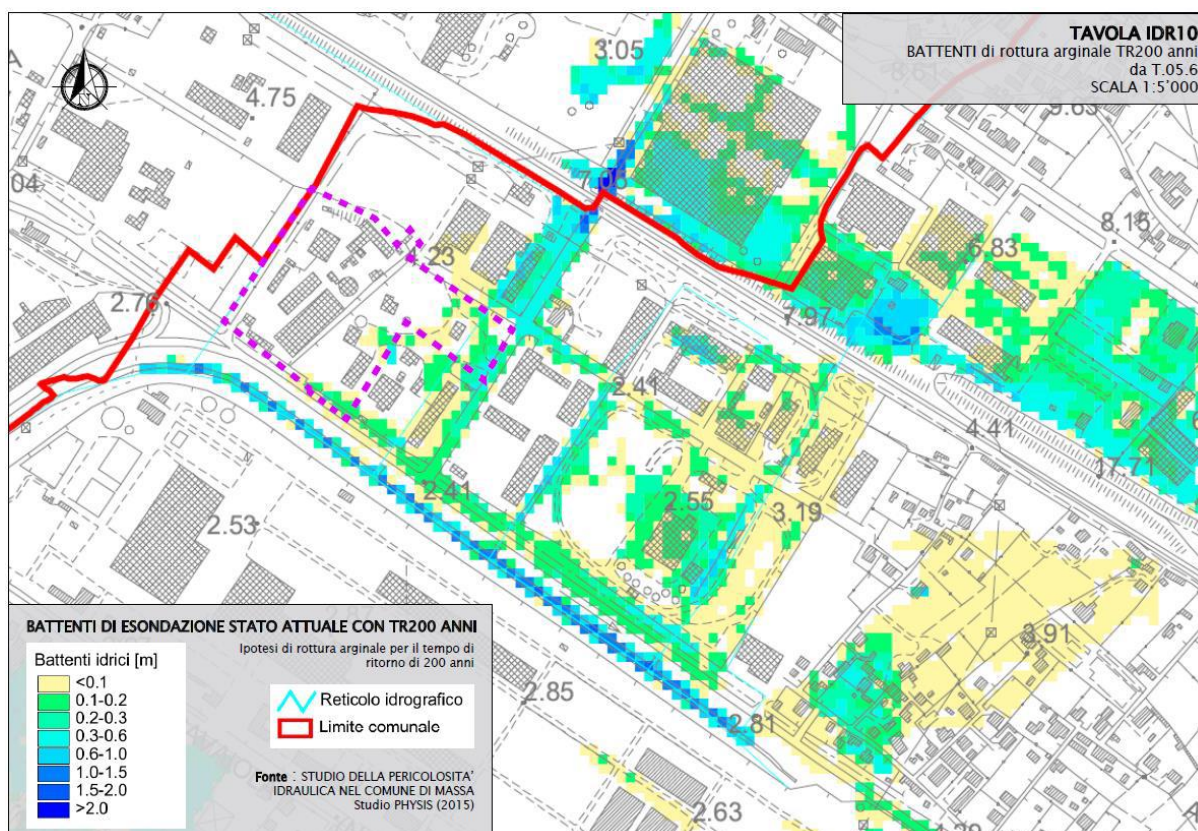 TAVOLA IDR10
BATTENTI di rottura arginale TR200 anni
da T.05.6
SCALA 1:5'000
3.05
4.75
9.63
04
7.06
8.15
4.23
6.83
2.76
7.97
2.41
4.41
17.71
2.41
2.55
3.19
2.53
3.91
2.85
2.81
2.63
BATTENTI DI ESONDAZIONE STATO ATTUALE CON TR200 ANNI
Ipotesi di rottura arginale per il tempo di
ritorno di 200 anni
Battenti idrici [m]
<0.1
0.1-0.2
0.2-0.3
0.3-0.6
0.6-1.0
1.0-1.5
1.5-2.0
>2.0
Reticolo idrografico
Limite comunale
Fonte : STUDIO DELLA PERICOLOSITA'
IDRAULICA NEL COMUNE DI MASSA
Studio PHYSIS (2015)